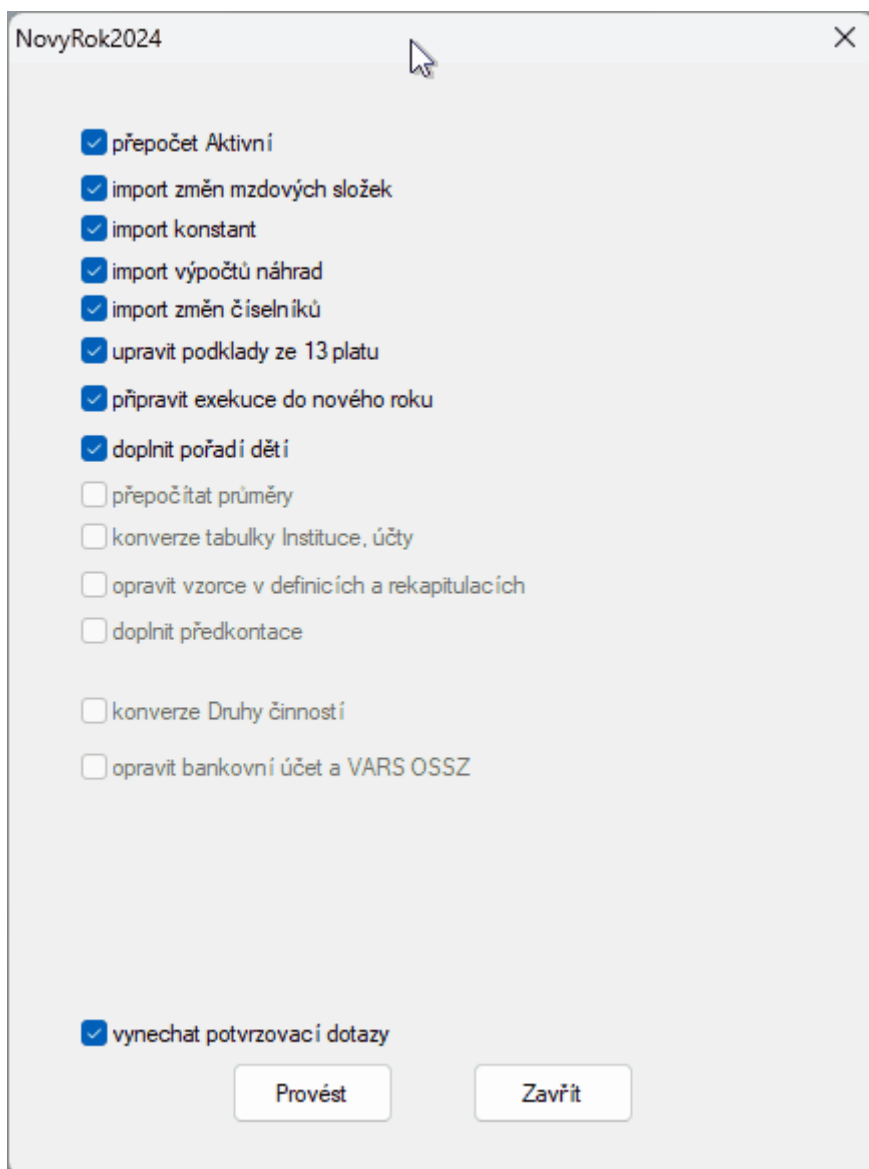 NovyRok2024
přepočet Aktivní
import změn mzdových složek
import konstant
import výpočtů náhrad
import změn číselníků
upravit podklady ze 13 platu
připravit exekuce do nového roku
doplnit pořadí dětí
přepočítat průměry
konverze tabulky Instituce, účty
opravit vzorce v definicích a rekapitulacích
doplnit předkontace
konverze Druhy činností
opravit bankovní účet a VARS OSSZ
vynechat potvrzovací dotazy
Provést Zavřít